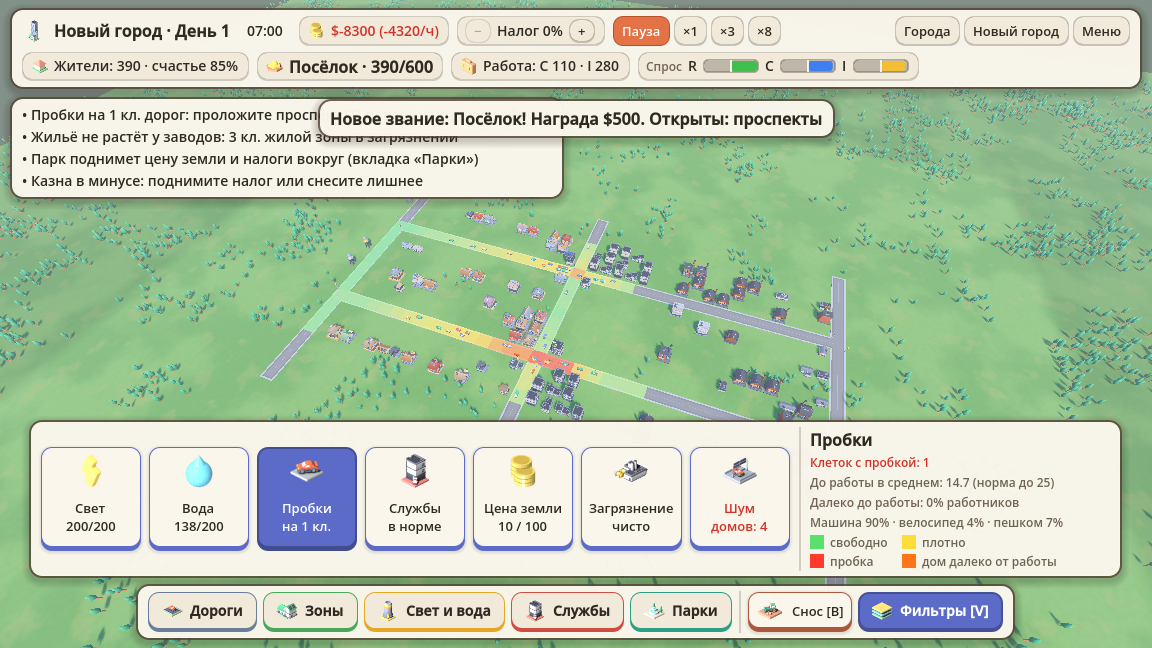 Новый город · День 1 07:00 $-8300 (-4320/ч) − Налог 0% + Пауза ×1 ×3 ×8 Города Новый город Меню
Жители: 390 · счастье 85% Посёлок · 390/600 Работа: C 110 · I 280 Спрос R C I
Новое звание: Посёлок! Награда $500. Открыты: проспекты
• Пробки на 1 кл. дорог: проложите
• Жильё не растёт у заводов: 3 кл. жилой зоны в загрязнении
• Парк поднимет цену земли и налоги вокруг (вкладка «Парки»)
• Казна в минусе: поднимите налог или снесите лишнее
Свет
200/200
Вода
138/200
Пробки
на 1 кл.
Службы
в норме
Цена земли
10 / 100
Загрязнение
чисто
Шум
домов: 4
Пробки
Клеток с пробкой: 1
До работы в среднем: 14.7 (норма до 25)
Далеко до работы: 0% работников
Машина 90% · велосипед 4% · пешком 7%
свободно плотно
пробка дом далеко от работы
Дороги Зоны Свет и вода Службы Парки Снос [B] Фильтры [V]